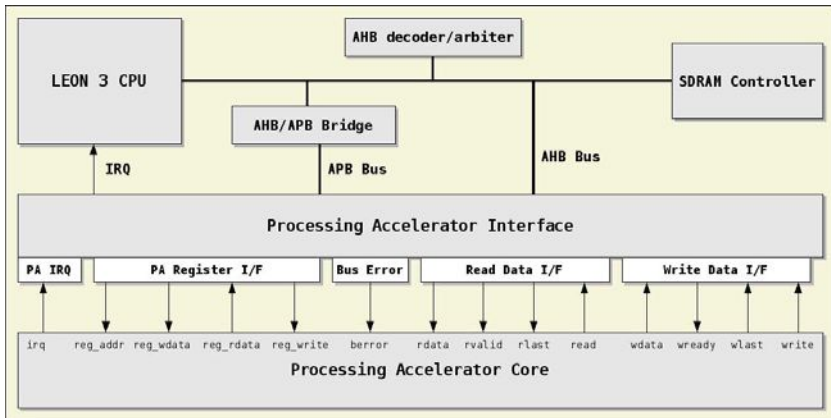 AHB decoder/arbiter
LEON 3 CPU
SDRAM Controller
AHB/APB Bridge
IRQ
APB Bus
AHB Bus
Processing Accelerator Interface
PA IRQ
PA Register I/F
Bus Error
Read Data I/F
Write Data I/F
irq
reg_addr
reg_wdata
reg_rdata
reg_write
berror
rdata
rvalid
rlast
read
wdata
wready
wlast
write
Processing Accelerator Core